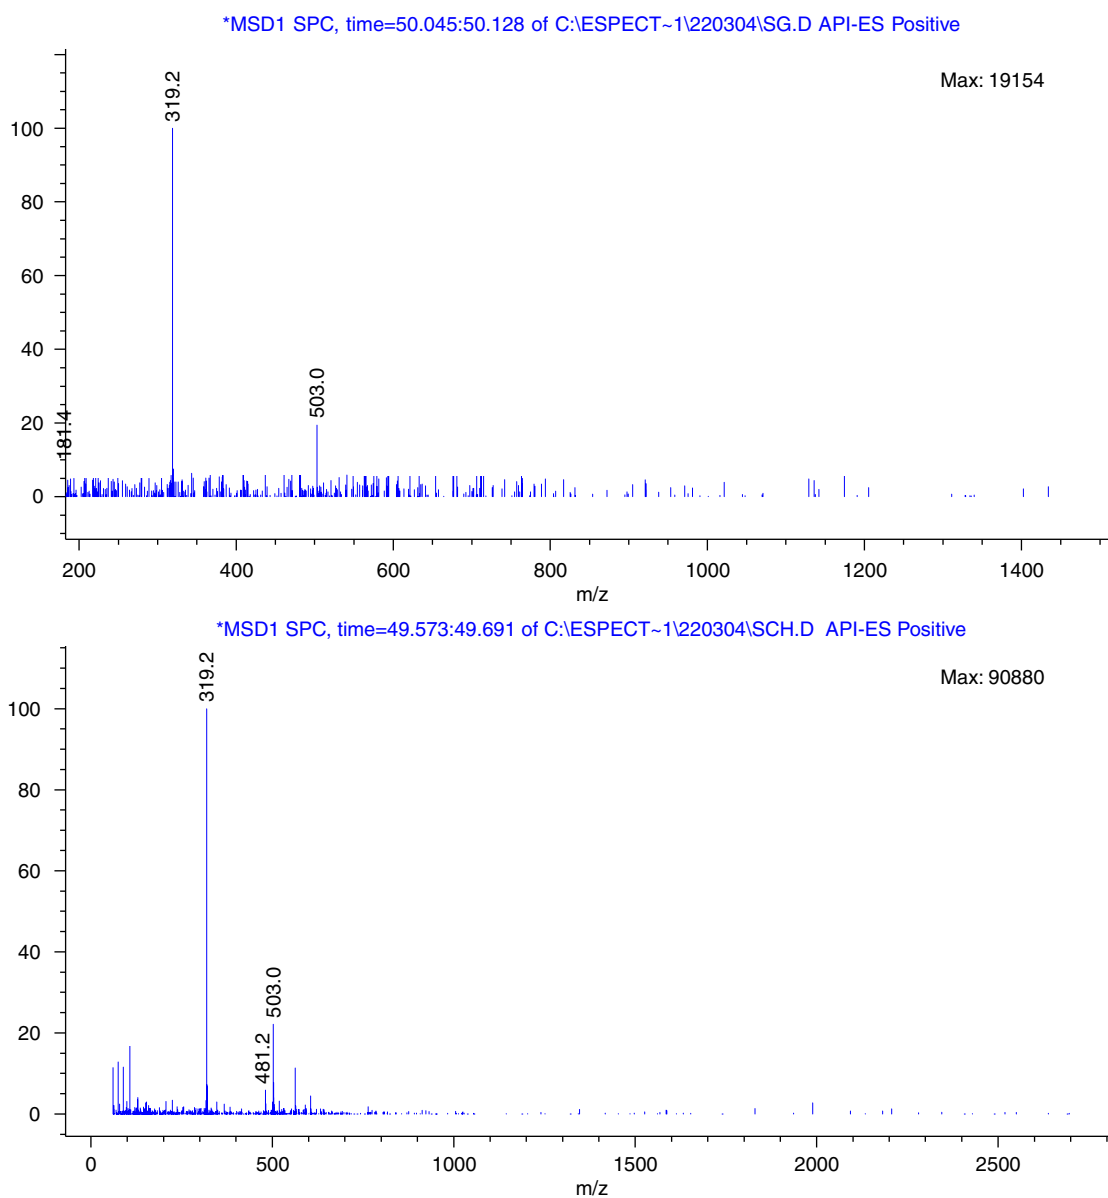 *MSD1 SPC, time=50.045:50.128 of C:\ESPECT~1\220304\SG.D API-ES Positive
Max: 19154
319.2
503.0
181.4
100
80
60
40
20
0
200 400 600 800 1000 1200 1400
m/z
*MSD1 SPC, time=49.573:49.691 of C:\ESPECT~1\220304\SCH.D API-ES Positive
Max: 90880
319.2
503.0
481.2
100
80
60
40
20
0
0 500 1000 1500 2000 2500
m/z